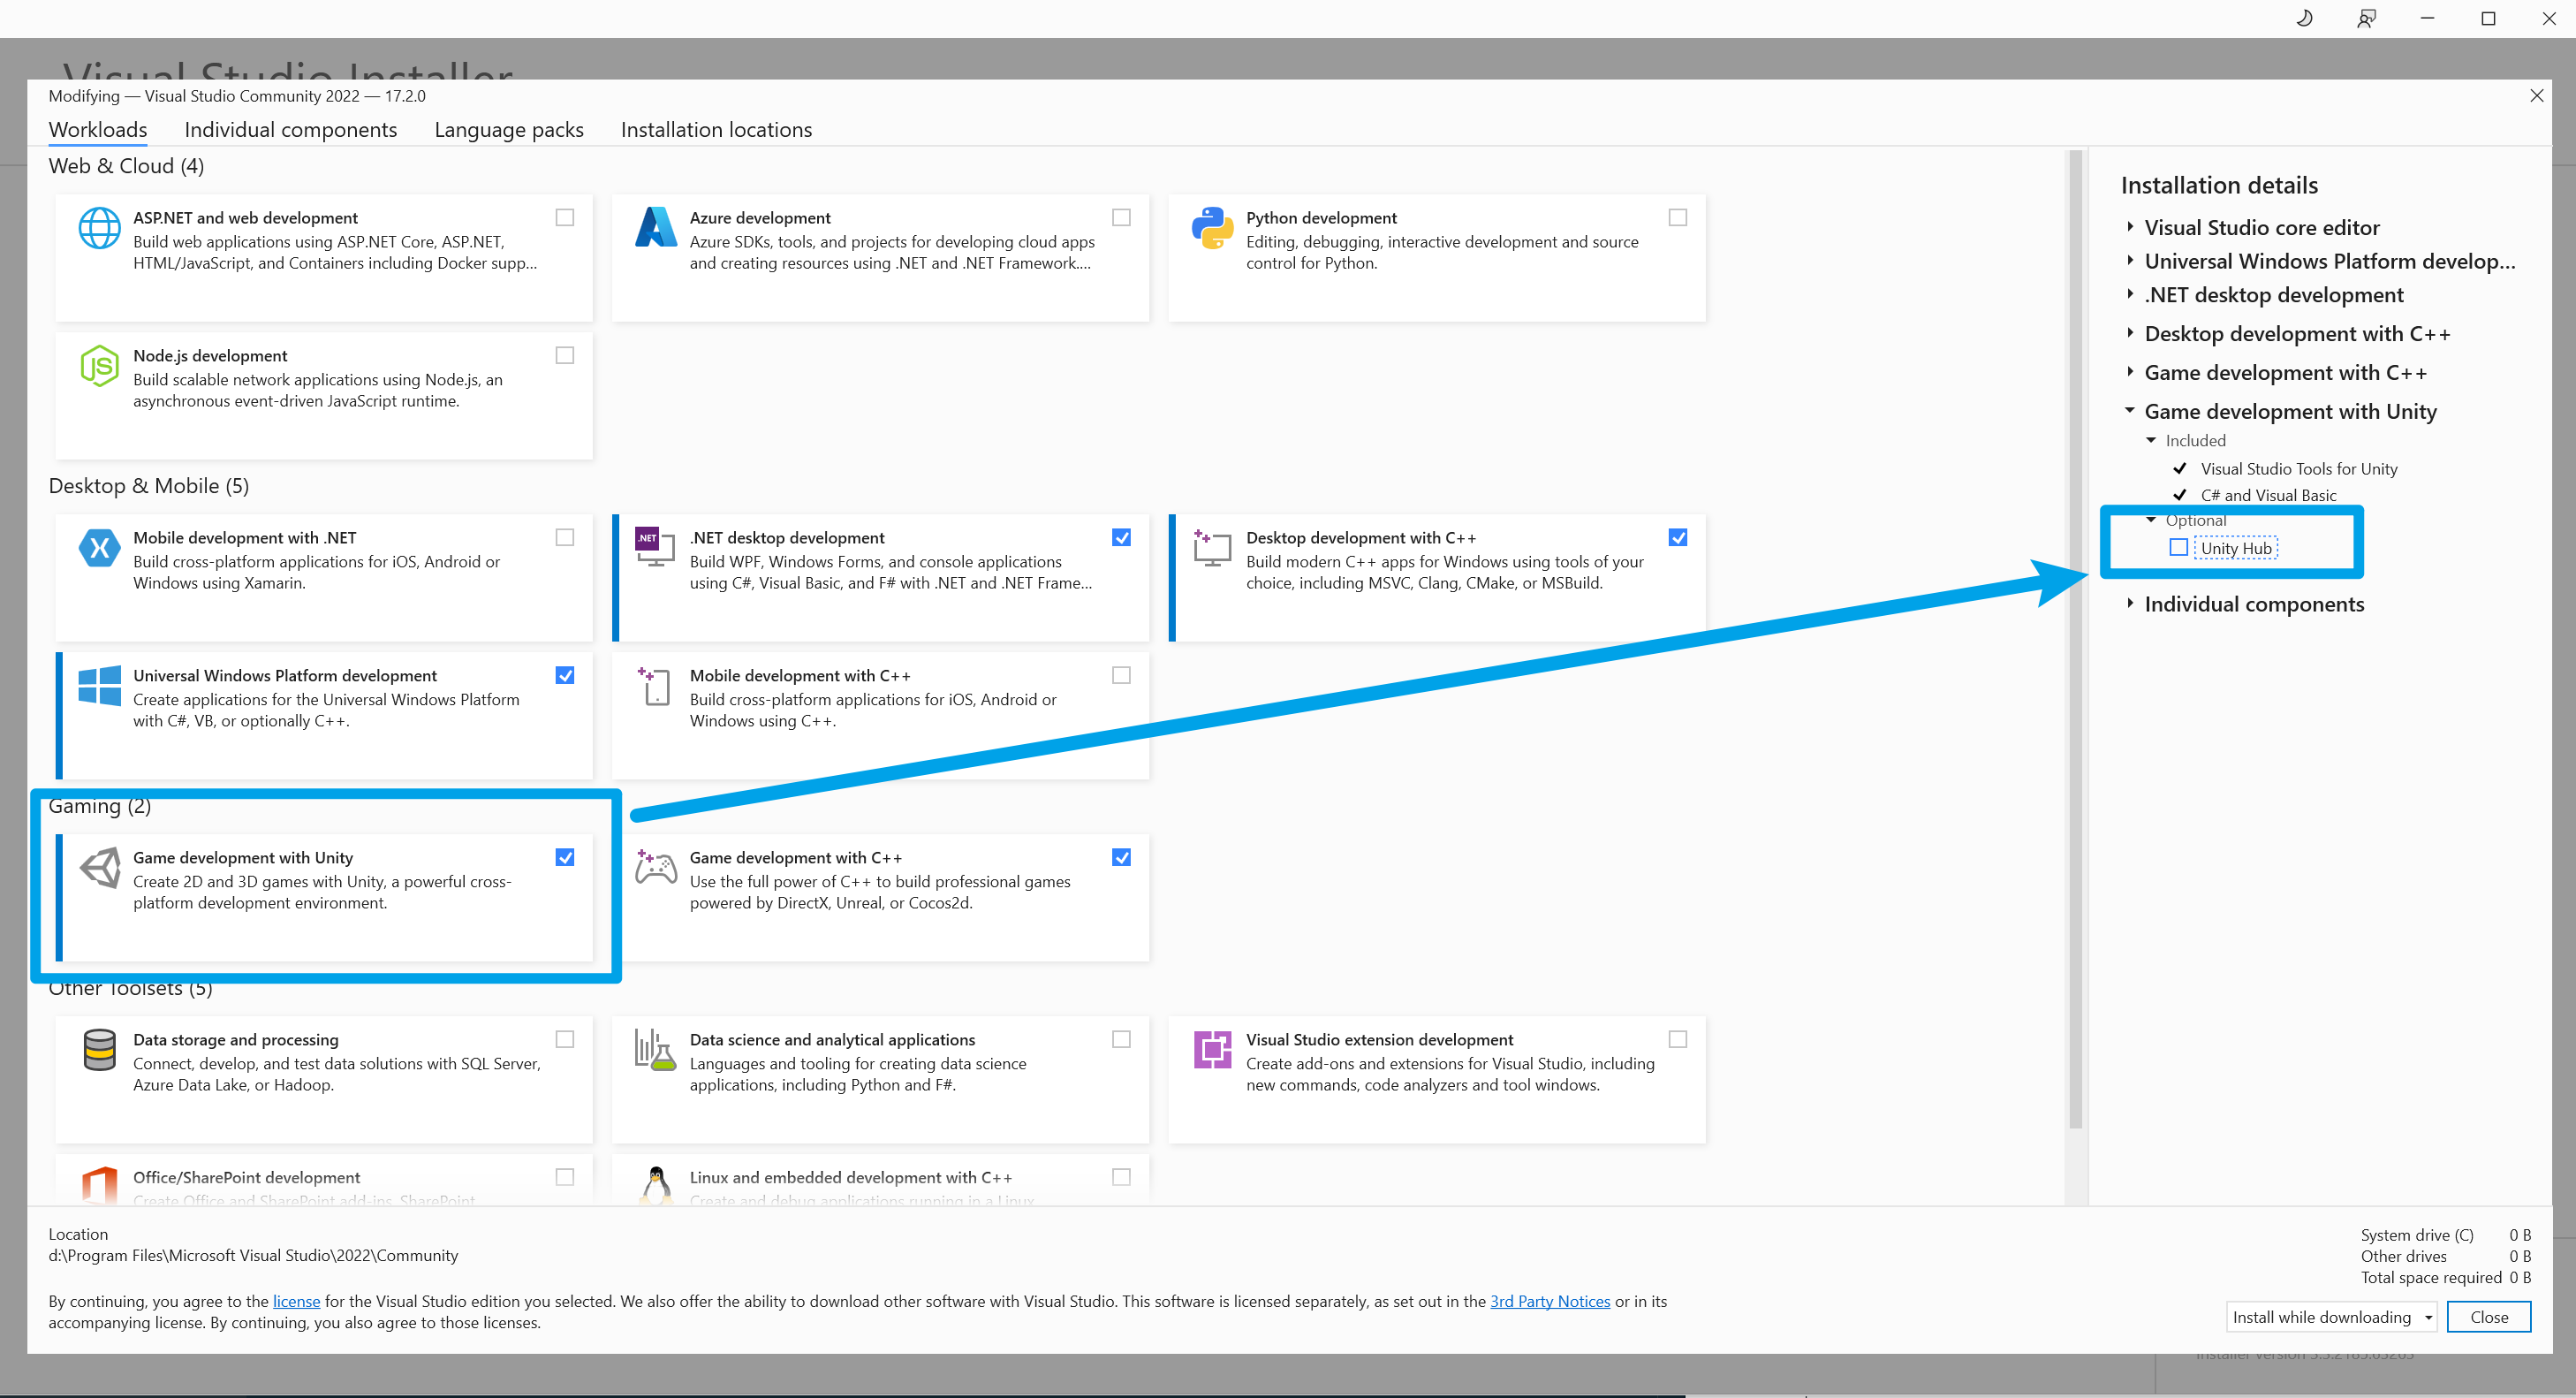 Visual Studio Installer
Modifying — Visual Studio Community 2022 — 17.2.0
Workloads Individual components Language packs Installation locations
Web & Cloud (4)
ASP.NET and web development
Build web applications using ASP.NET Core, ASP.NET,
HTML/JavaScript, and Containers including Docker supp...
Azure development
Azure SDKs, tools, and projects for developing cloud apps
and creating resources using .NET and .NET Framework....
Python development
Editing, debugging, interactive development and source
control for Python.
JS
Node.js development
Build scalable network applications using Node.js, an
asynchronous event-driven JavaScript runtime.
Desktop & Mobile (5)
Mobile development with .NET
Build cross-platform applications for iOS, Android or
Windows using Xamarin.
.NET
.NET desktop development
Build WPF, Windows Forms, and console applications
using C#, Visual Basic, and F# with .NET and .NET Frame...
Desktop development with C++
Build modern C++ apps for Windows using tools of your
choice, including MSVC, Clang, CMake, or MSBuild.
Universal Windows Platform development
Create applications for the Universal Windows Platform
with C#, VB, or optionally C++.
Mobile development with C++
Build cross-platform applications for iOS, Android or
Windows using C++.
Gaming (2)
Game development with Unity
Create 2D and 3D games with Unity, a powerful cross-
platform development environment.
Game development with C++
Use the full power of C++ to build professional games
powered by DirectX, Unreal, or Cocos2d.
Other Toolsets (5)
Data storage and processing
Connect, develop, and test data solutions with SQL Server,
Azure Data Lake, or Hadoop.
Data science and analytical applications
Languages and tooling for creating data science
applications, including Python and F#.
Visual Studio extension development
Create add-ons and extensions for Visual Studio, including
new commands, code analyzers and tool windows.
Office/SharePoint development
Create Office and SharePoint add-ins, SharePoint
Linux and embedded development with C++
Create and debug applications running in a Linux
Installation details
Visual Studio core editor
Universal Windows Platform develop...
.NET desktop development
Desktop development with C++
Game development with C++
Game development with Unity
Included
Visual Studio Tools for Unity
C# and Visual Basic
Optional
Unity Hub
Individual components
Location
d:\Program Files\Microsoft Visual Studio\2022\Community
By continuing, you agree to the license for the Visual Studio edition you selected. We also offer the ability to download other software with Visual Studio. This software is licensed separately, as set out in the 3rd Party Notices or in its
accompanying license. By continuing, you also agree to those licenses.
System drive (C) 0 B
Other drives 0 B
Total space required 0 B
Install while downloading Close
Installer version